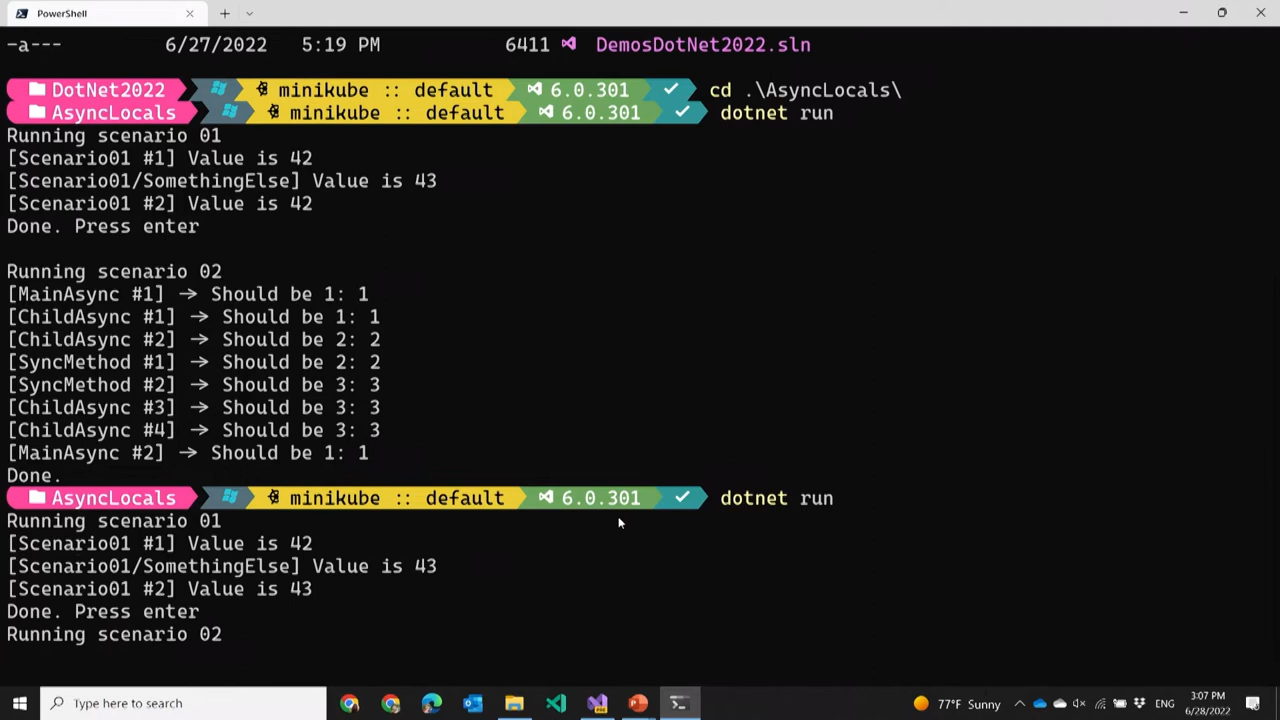 PowerShell
-a--- 6/27/2022 5:19 PM 6411 DemosDotNet2022.sln
DotNet2022 minikube :: default 6.0.301 cd .\AsyncLocals\
AsyncLocals minikube :: default 6.0.301 dotnet run
Running scenario 01
[Scenario01 #1] Value is 42
[Scenario01/SomethingElse] Value is 43
[Scenario01 #2] Value is 42
Done. Press enter
Running scenario 02
[MainAsync #1] → Should be 1: 1
[ChildAsync #1] → Should be 1: 1
[ChildAsync #2] → Should be 2: 2
[SyncMethod #1] → Should be 2: 2
[SyncMethod #2] → Should be 3: 3
[ChildAsync #3] → Should be 3: 3
[ChildAsync #4] → Should be 3: 3
[MainAsync #2] → Should be 1: 1
Done.
AsyncLocals minikube :: default 6.0.301 dotnet run
Running scenario 01
[Scenario01 #1] Value is 42
[Scenario01/SomethingElse] Value is 43
[Scenario01 #2] Value is 43
Done. Press enter
Running scenario 02
Type here to search
77°F Sunny
ENG
3:07 PM
6/28/2022